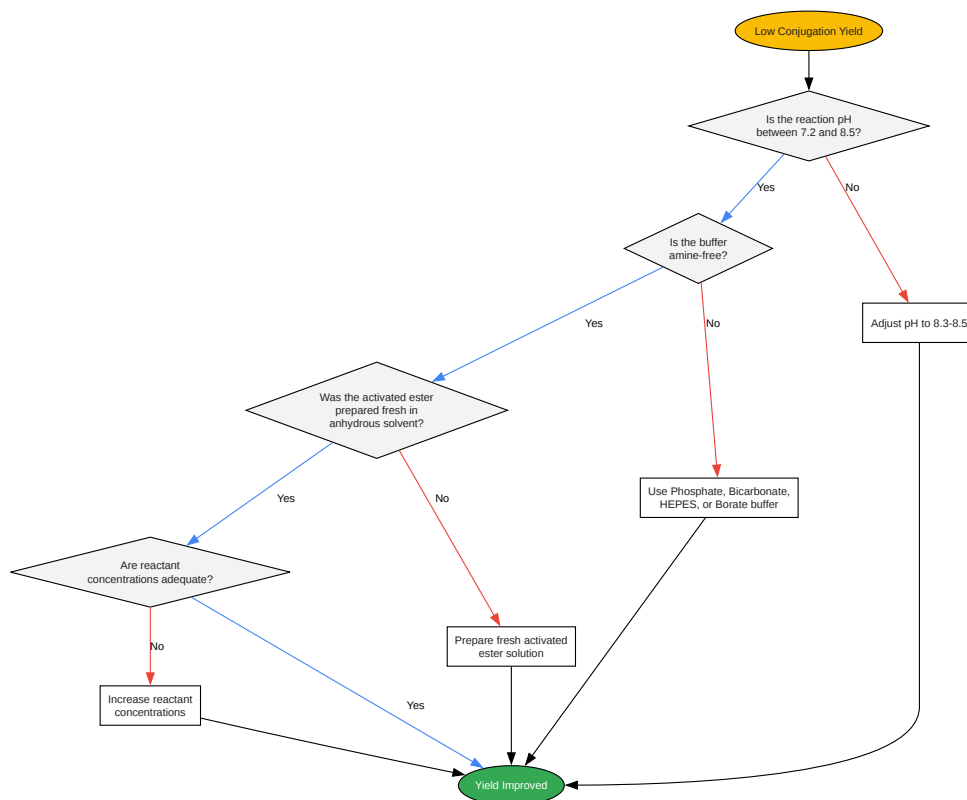 Low Conjugation Yield
Is the reaction pH
between 7.2 and 8.5?
Yes
No
Is the buffer
amine-free?
Yes
No
Adjust pH to 8.3-8.5
Was the activated ester
prepared fresh in
anhydrous solvent?
Yes
No
Use Phosphate, Bicarbonate,
HEPES, or Borate buffer
Are reactant
concentrations adequate?
No
Yes
Prepare fresh activated
ester solution
Increase reactant
concentrations
Yield Improved